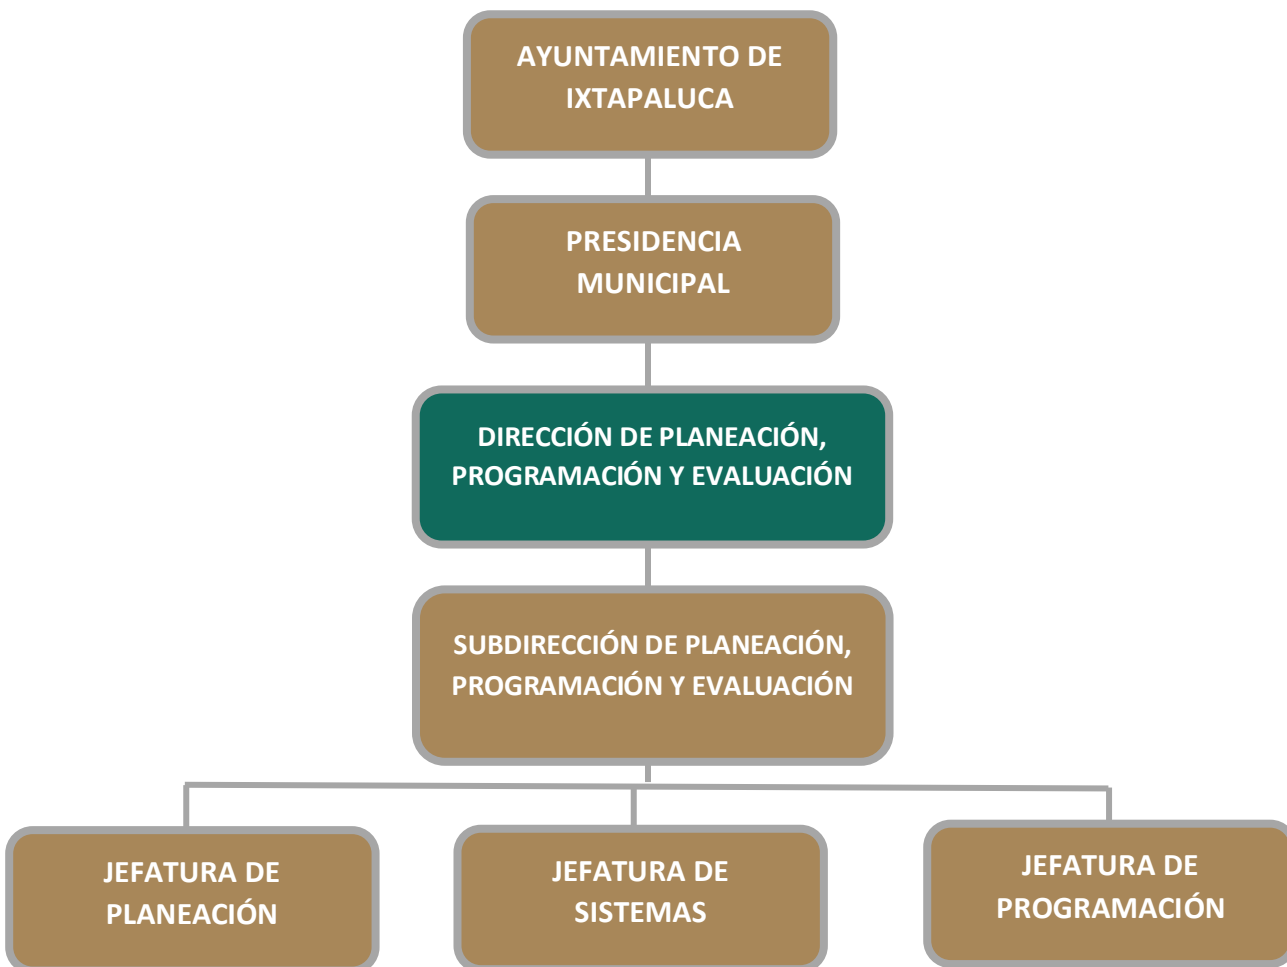 AYUNTAMIENTO DE
IXTAPALUCA
PRESIDENCIA
MUNICIPAL
DIRECCIÓN DE PLANEACIÓN,
PROGRAMACIÓN Y EVALUACIÓN
SUBDIRECCIÓN DE PLANEACIÓN,
PROGRAMACIÓN Y EVALUACIÓN
JEFATURA DE
PLANEACIÓN
JEFATURA DE
SISTEMAS
JEFATURA DE
PROGRAMACIÓN